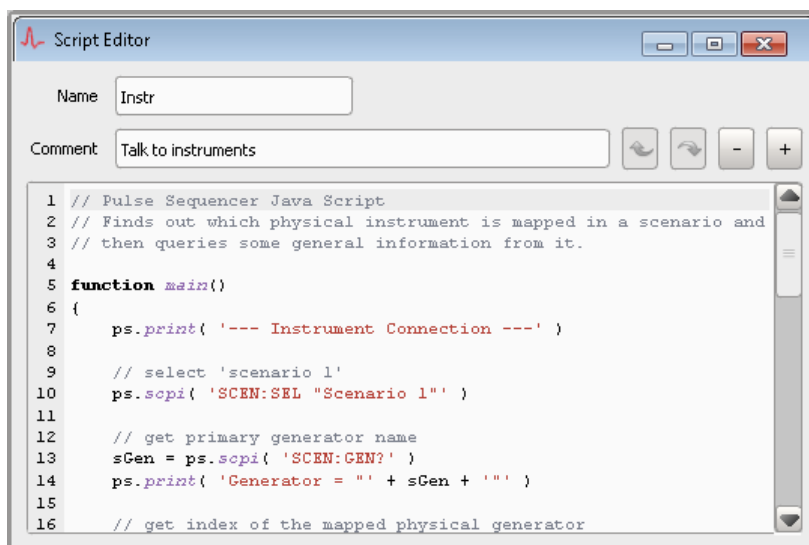 Script Editor
Name Instr
Comment Talk to instruments
- +
1 // Pulse Sequencer Java Script
2 // Finds out which physical instrument is mapped in a scenario and
3 // then queries some general information from it.
4
5 function main()
6 {
7 ps.print( '--- Instrument Connection ---' )
8
9 // select 'scenario 1'
10 ps.scpi( 'SCEN:SEL "Scenario 1"' )
11
12 // get primary generator name
13 sGen = ps.scpi( 'SCEN:GEN?' )
14 ps.print( 'Generator = "' + sGen + '"' )
15
16 // get index of the mapped physical generator